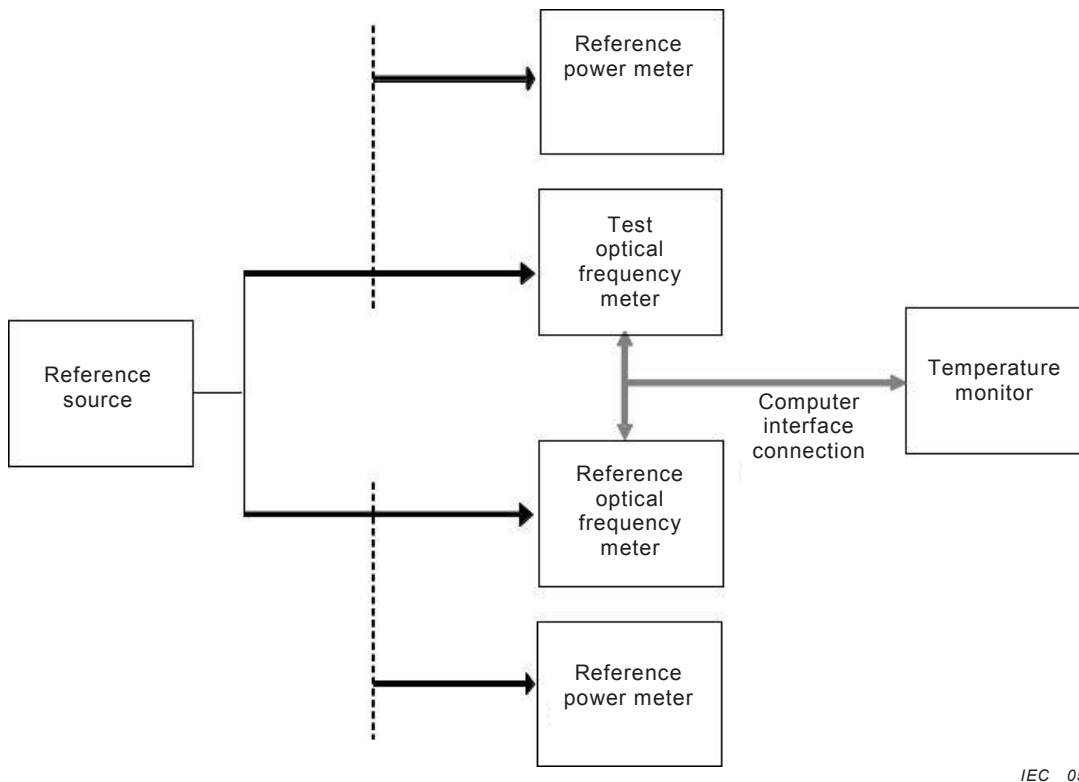 Reference
power meter
Test
optical
frequency
meter
Reference
source
Temperature
monitor
Computer
interface
connection
Reference
optical
frequency
meter
Reference
power meter
IEC